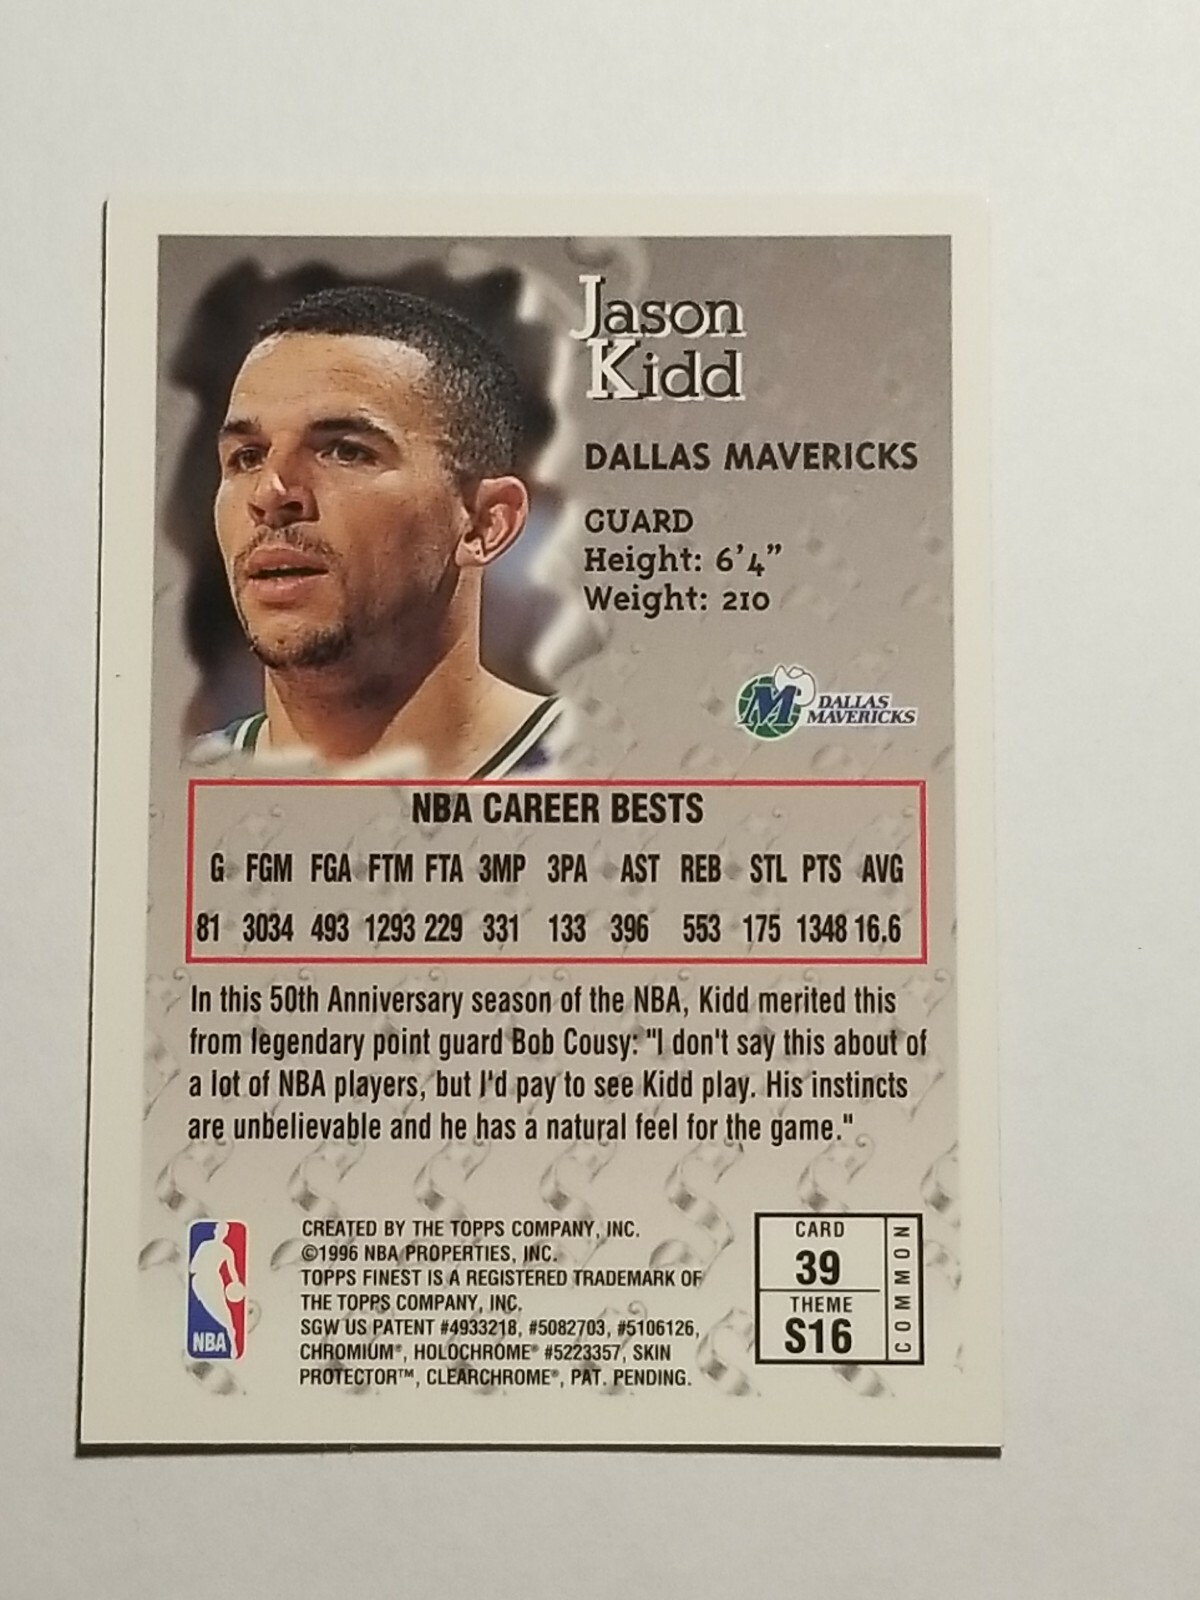 Jason
Kidd
DALLAS MAVERICKS
GUARD
Height: 6'4"
Weight: 210
M DALLAS
MAVERICKS
NBA CAREER BESTS
G FGM FGA FTM FTA 3MP 3PA AST REB STL PTS AVG
81 3034 493 1293 229 331 133 396 553 175 1348 16.6
In this 50th Anniversary season of the NBA, Kidd merited this
from legendary point guard Bob Cousy: "I don't say this about of
a lot of NBA players, but I'd pay to see Kidd play. His instincts
are unbelievable and he has a natural feel for the game."
NBA
CREATED BY THE TOPPS COMPANY, INC.
©1996 NBA PROPERTIES, INC.
TOPPS FINEST IS A REGISTERED TRADEMARK OF
THE TOPPS COMPANY, INC.
SGW US PATENT #4933218, #5082703, #5106126,
CHROMIUM®, HOLOCHROME® #5223357, SKIN
PROTECTOR™, CLEARCHROME®, PAT. PENDING.
CARD
39
THEME
S16
COMMON